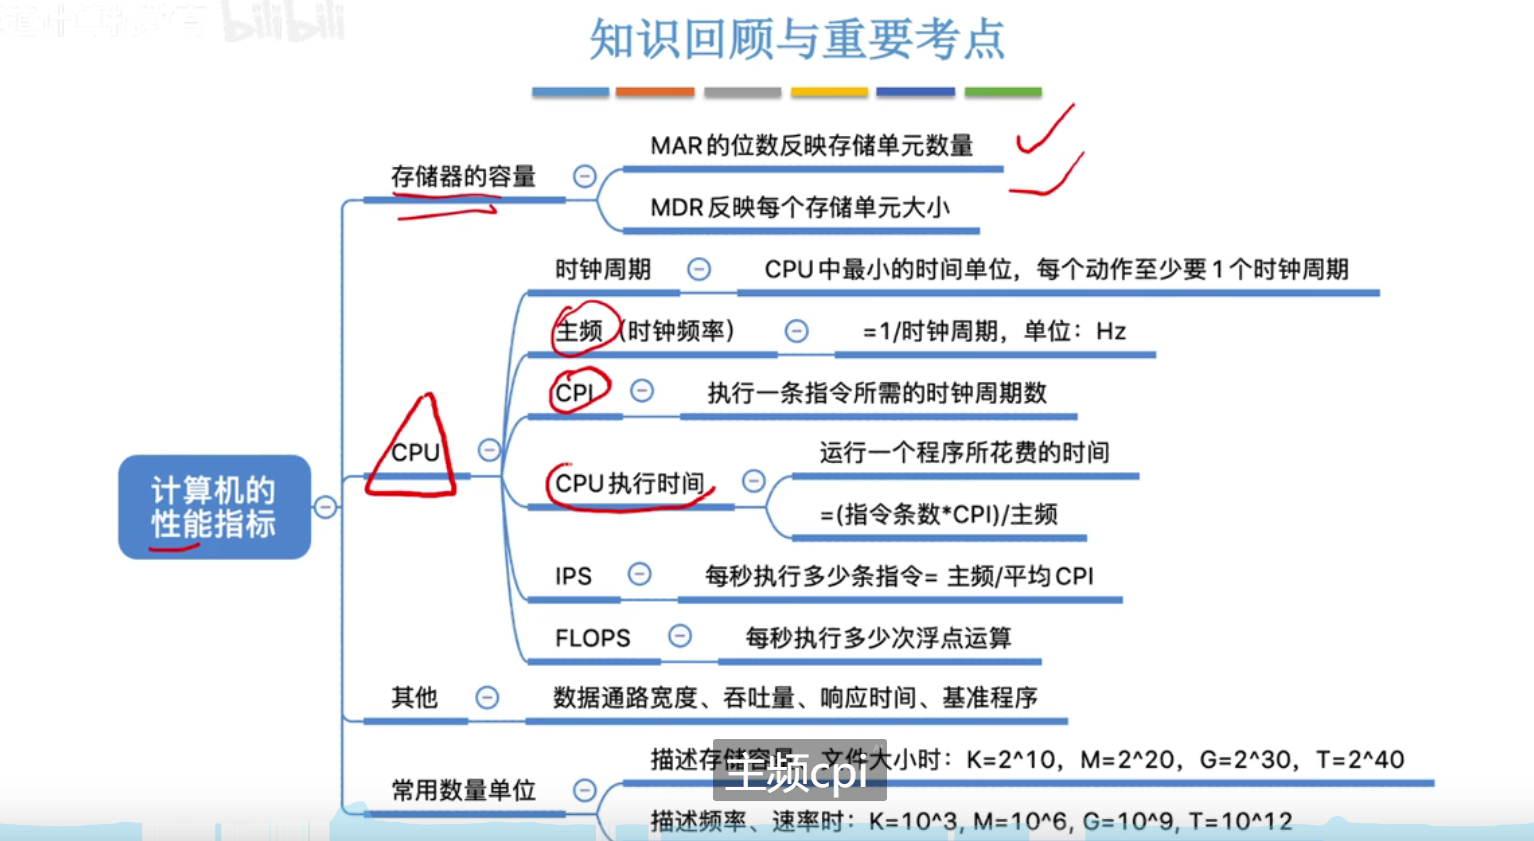 bilibili
知识回顾与重要考点
MAR的位数反映存储单元数量
存储器的容量
MDR反映每个存储单元大小
时钟周期
CPU中最小的时间单位，每个动作至少要1个时钟周期
主频（时钟频率）
=1/时钟周期，单位：Hz
CPI
执行一条指令所需的时钟周期数
CPU
运行一个程序所花费的时间
CPU执行时间
=(指令条数*CPI)/主频
计算机的
性能指标
IPS
每秒执行多少条指令= 主频/平均CPI
FLOPS
每秒执行多少次浮点运算
其他
数据通路宽度、吞吐量、响应时间、基准程序
描述存储容量、文件大小时：K=2^10，M=2^20，G=2^30，T=2^40
主频cpi
常用数量单位
描述频率、速率时：K=10^3, M=10^6, G=10^9, T=10^12